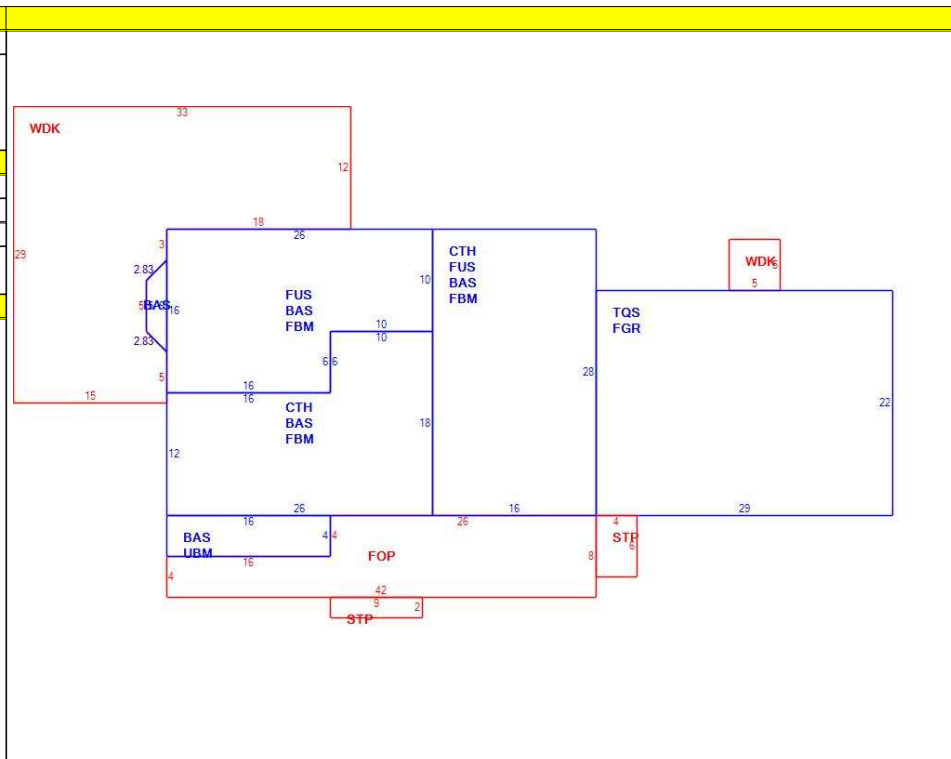 33
WDK
12
18
26
3
29
2.83
BAS
16
2.83
5
15
FUS
BAS
FBM
10
10
10
6 6
16
16
CTH
FUS
BAS
FBM
CTH
BAS
FBM
18
12
28
WDK
5
5
TQS
FGR
22
29
26
16
26
16
4
STP
6
BAS
UBM
4 4
FOP
8
16
4
42
9
2
STP